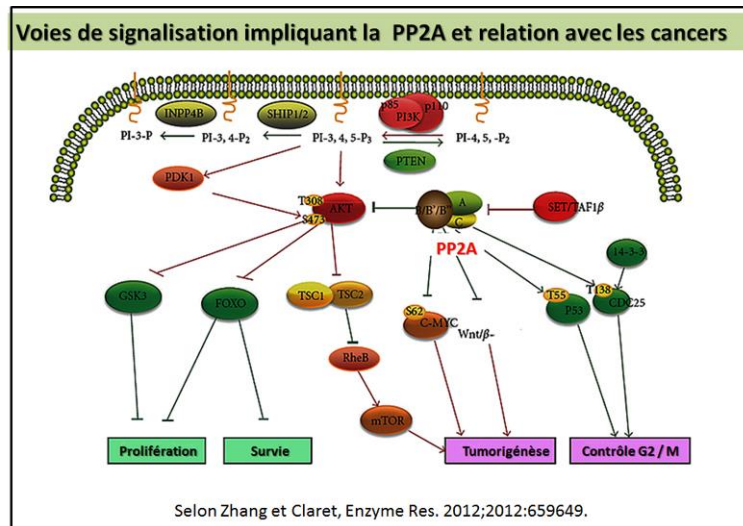 Voies de signalisation impliquant la PP2A et relation avec les cancers
INPP4B
SHIP1/2
p85
p110
PI3K
PI-3-P
PI-3, 4-P2
PI-3, 4, 5-P3
PI-4, 5, -P2
PTEN
PDK1
T308
AKT
S473
B/B'/B''
A
C
SET/TAF1β
PP2A
14-3-3
GSK3
FOXO
TSC1
TSC2
S62
C-MYC
Wnt/β-
T55
P53
T138
CDC25
RheB
mTOR
Prolifération
Survie
Tumorigénèse
Contrôle G2 / M
Selon Zhang et Claret, Enzyme Res. 2012;2012:659649.